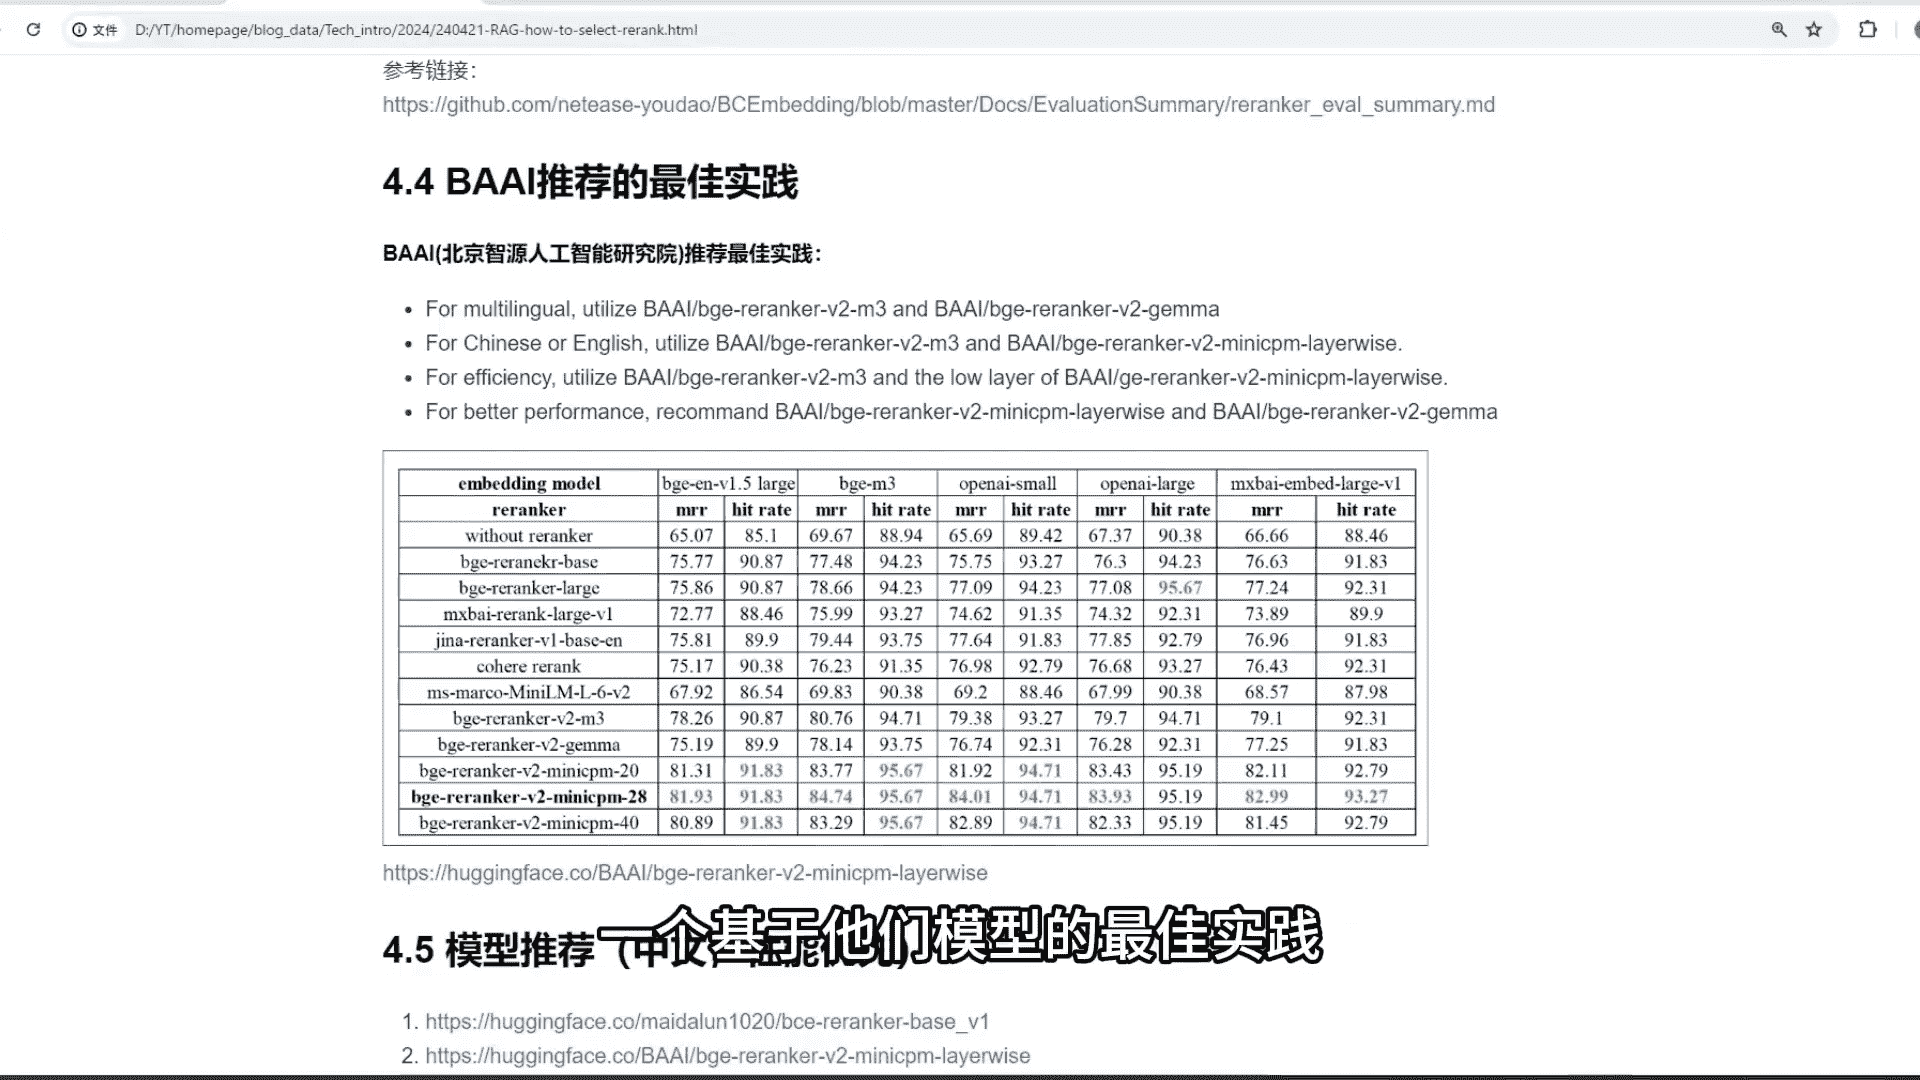 文件 D:/YT/homepage/blog_data/Tech_intro/2024/240421-RAG-how-to-select-rerank.html
参考链接：
https://github.com/netease-youdao/BCEmbedding/blob/master/Docs/EvaluationSummary/reranker_eval_summary.md
4.4 BAAI推荐的最佳实践
BAAI(北京智源人工智能研究院)推荐最佳实践：
• For multilingual, utilize BAAI/bge-reranker-v2-m3 and BAAI/bge-reranker-v2-gemma
• For Chinese or English, utilize BAAI/bge-reranker-v2-m3 and BAAI/bge-reranker-v2-minicpm-layerwise.
• For efficiency, utilize BAAI/bge-reranker-v2-m3 and the low layer of BAAI/ge-reranker-v2-minicpm-layerwise.
• For better performance, recommand BAAI/bge-reranker-v2-minicpm-layerwise and BAAI/bge-reranker-v2-gemma
embedding model bge-en-v1.5 large bge-m3 openai-small openai-large mxbai-embed-large-v1
reranker mrr hit rate mrr hit rate mrr hit rate mrr hit rate mrr hit rate
without reranker 65.07 85.1 69.67 88.94 65.69 89.42 67.37 90.38 66.66 88.46
bge-reranekr-base 75.77 90.87 77.48 94.23 75.75 93.27 76.3 94.23 76.63 91.83
bge-reranker-large 75.86 90.87 78.66 94.23 77.09 94.23 77.08 95.67 77.24 92.31
mxbai-rerank-large-v1 72.77 88.46 75.99 93.27 74.62 91.35 74.32 92.31 73.89 89.9
jina-reranker-v1-base-en 75.81 89.9 79.44 93.75 77.64 91.83 77.85 92.79 76.96 91.83
cohere rerank 75.17 90.38 76.23 91.35 76.98 92.79 76.68 93.27 76.43 92.31
ms-marco-MiniLM-L-6-v2 67.92 86.54 69.83 90.38 69.2 88.46 67.99 90.38 68.57 87.98
bge-reranker-v2-m3 78.26 90.87 80.76 94.71 79.38 93.27 79.7 94.71 79.1 92.31
bge-reranker-v2-gemma 75.19 89.9 78.14 93.75 76.74 92.31 76.28 92.31 77.25 91.83
bge-reranker-v2-minicpm-20 81.31 91.83 83.77 95.67 81.92 94.71 83.43 95.19 82.11 92.79
bge-reranker-v2-minicpm-28 81.93 91.83 84.74 95.67 84.01 94.71 83.93 95.19 82.99 93.27
bge-reranker-v2-minicpm-40 80.89 91.83 83.29 95.67 82.89 94.71 82.33 95.19 81.45 92.79
https://huggingface.co/BAAI/bge-reranker-v2-minicpm-layerwise
4.5 模型推荐
一个基于他们模型的最佳实践
1. https://huggingface.co/maidalun1020/bce-reranker-base_v1
2. https://huggingface.co/BAAI/bge-reranker-v2-minicpm-layerwise